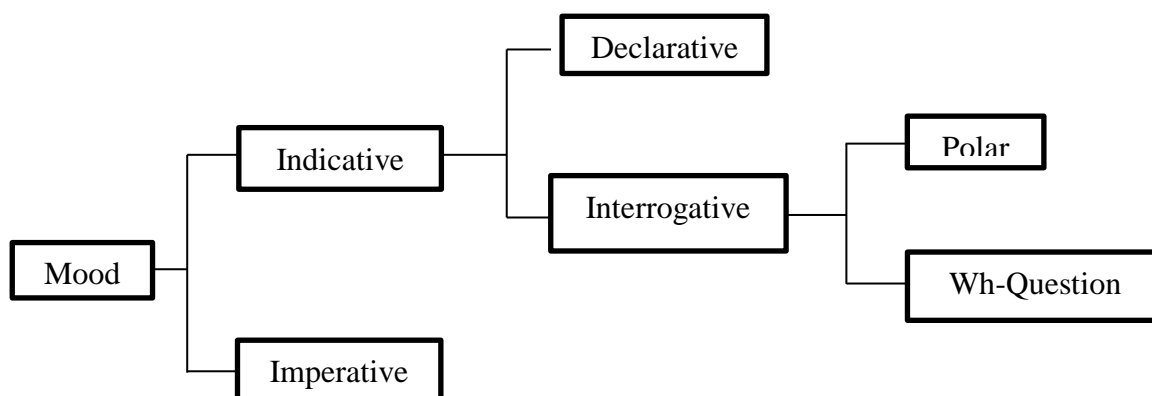 Declarative
Polar
Indicative
Interrogative
Mood
Wh-Question
Imperative